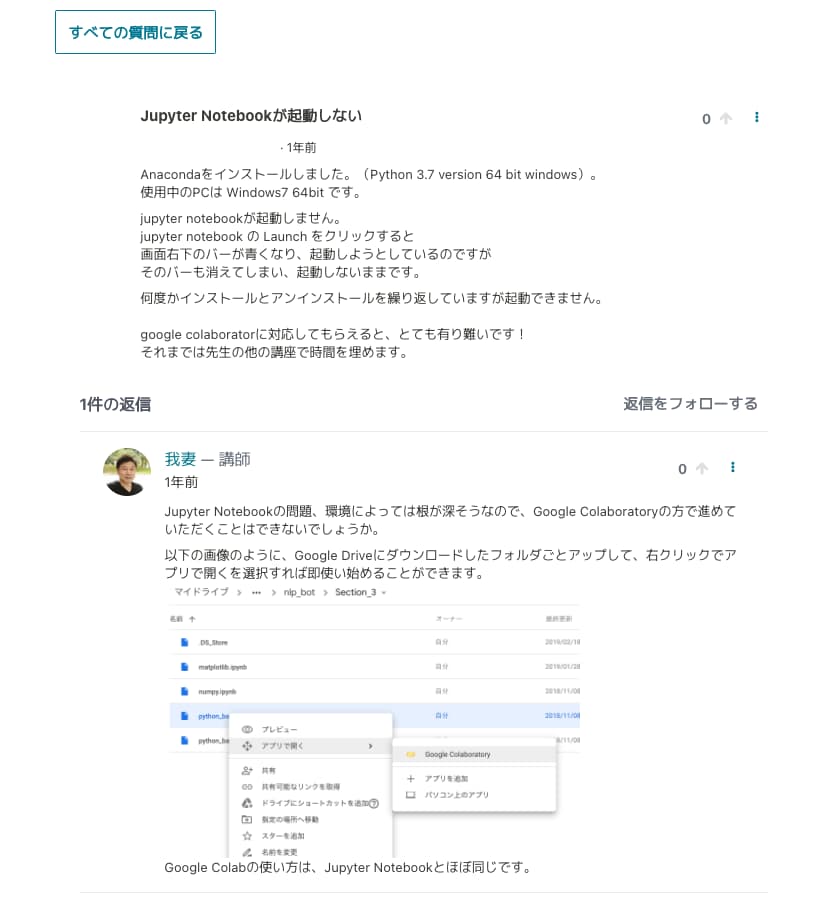 すべての質問に戻る
Jupyter Notebookが起動しない
0
· 1年前
Anacondaをインストールしました。（Python 3.7 version 64 bit windows）。
使用中のPCは Windows7 64bit です。
jupyter notebookが起動しません。
jupyter notebook の Launch をクリックすると
画面右下のバーが青くなり、起動しようとしているのですが
そのバーも消えてしまい、起動しないままです。
何度かインストールとアンインストールを繰り返していますが起動できません。
google colaboratorに対応してもらえると、とても有り難いです！
それまでは先生の他の講座で時間を埋めます。
1件の返信
返信をフォローする
我妻 — 講師
0
1年前
Jupyter Notebookの問題、環境によっては根が深そうなので、Google Colaboratoryの方で進めて
いただくことはできないでしょうか。
以下の画像のように、Google Driveにダウンロードしたフォルダごとアップして、右クリックでア
プリで開くを選択すれば即使い始めることができます。
マイドライブ > ••• > nlp_bot > Section_3
名前 ↑ オーナー 最終更新
.DS_Store 自分 2019/02/19
matplotlib.ipynb 自分 2019/01/28
numpy.ipynb 自分 2018/11/08
python_ba 自分 2018/11/08
python_ba 8/11/08
プレビュー
アプリで開く >
Google Colaboratory
共有
アプリを追加
共有可能なリンクを取得
パソコン上のアプリ
ドライブにショートカットを追加
指定の場所へ移動
スターを追加
名前を変更
Google Colabの使い方は、Jupyter Notebookとほぼ同じです。